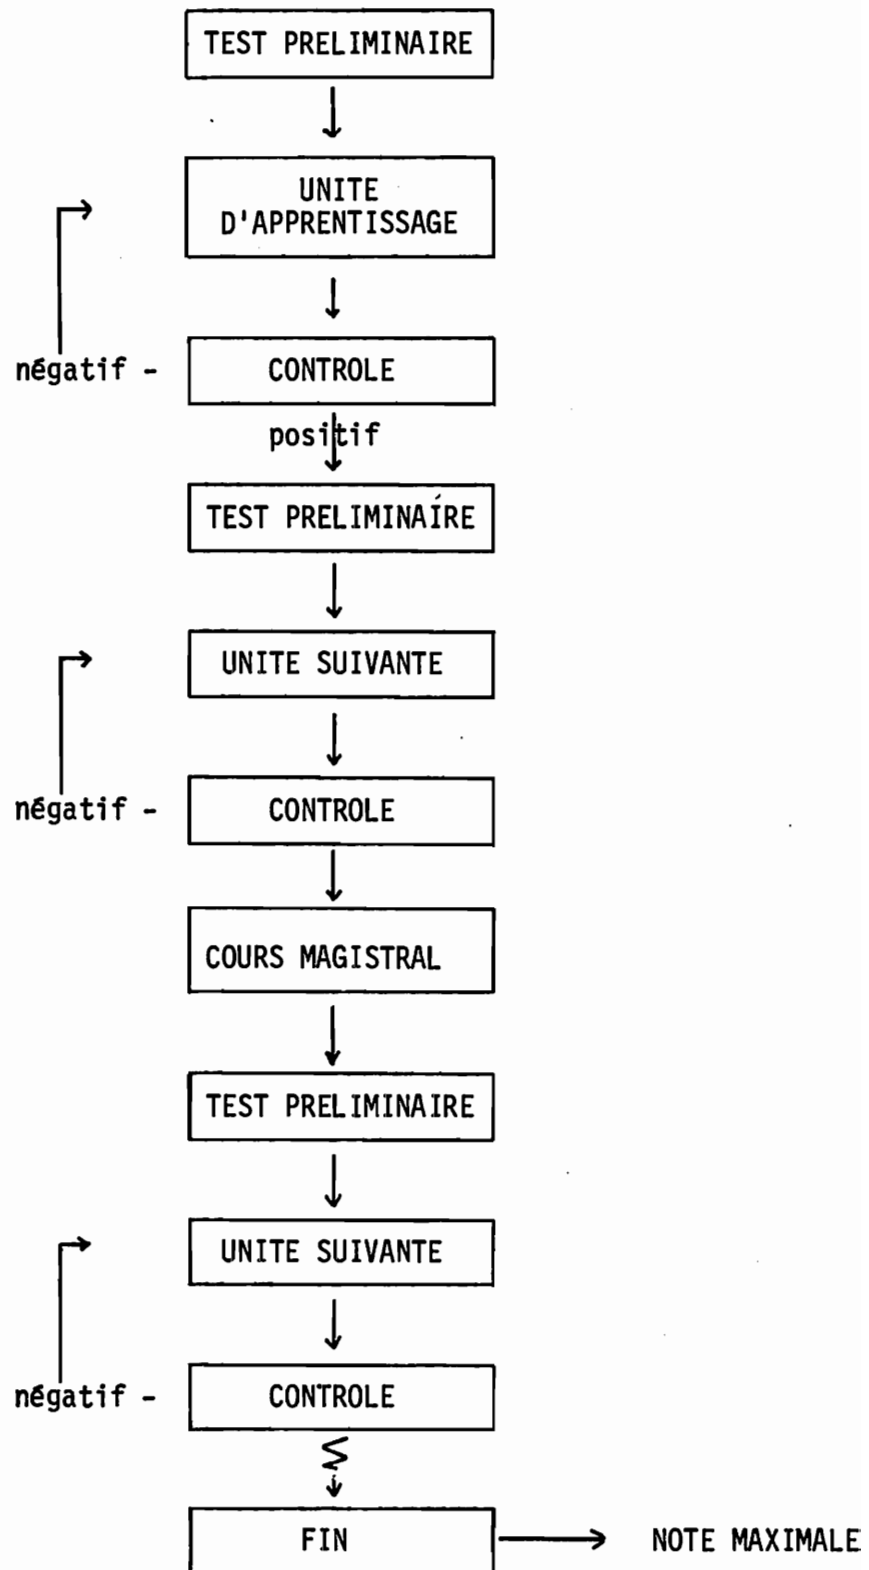 TEST PRELIMINAIRE
UNITE
D'APPRENTISSAGE
négatif -
CONTROLE
positif
TEST PRELIMINAIRE
UNITE SUIVANTE
négatif -
CONTROLE
COURS MAGISTRAL
TEST PRELIMINAIRE
UNITE SUIVANTE
négatif -
CONTROLE
FIN
NOTE MAXIMALE